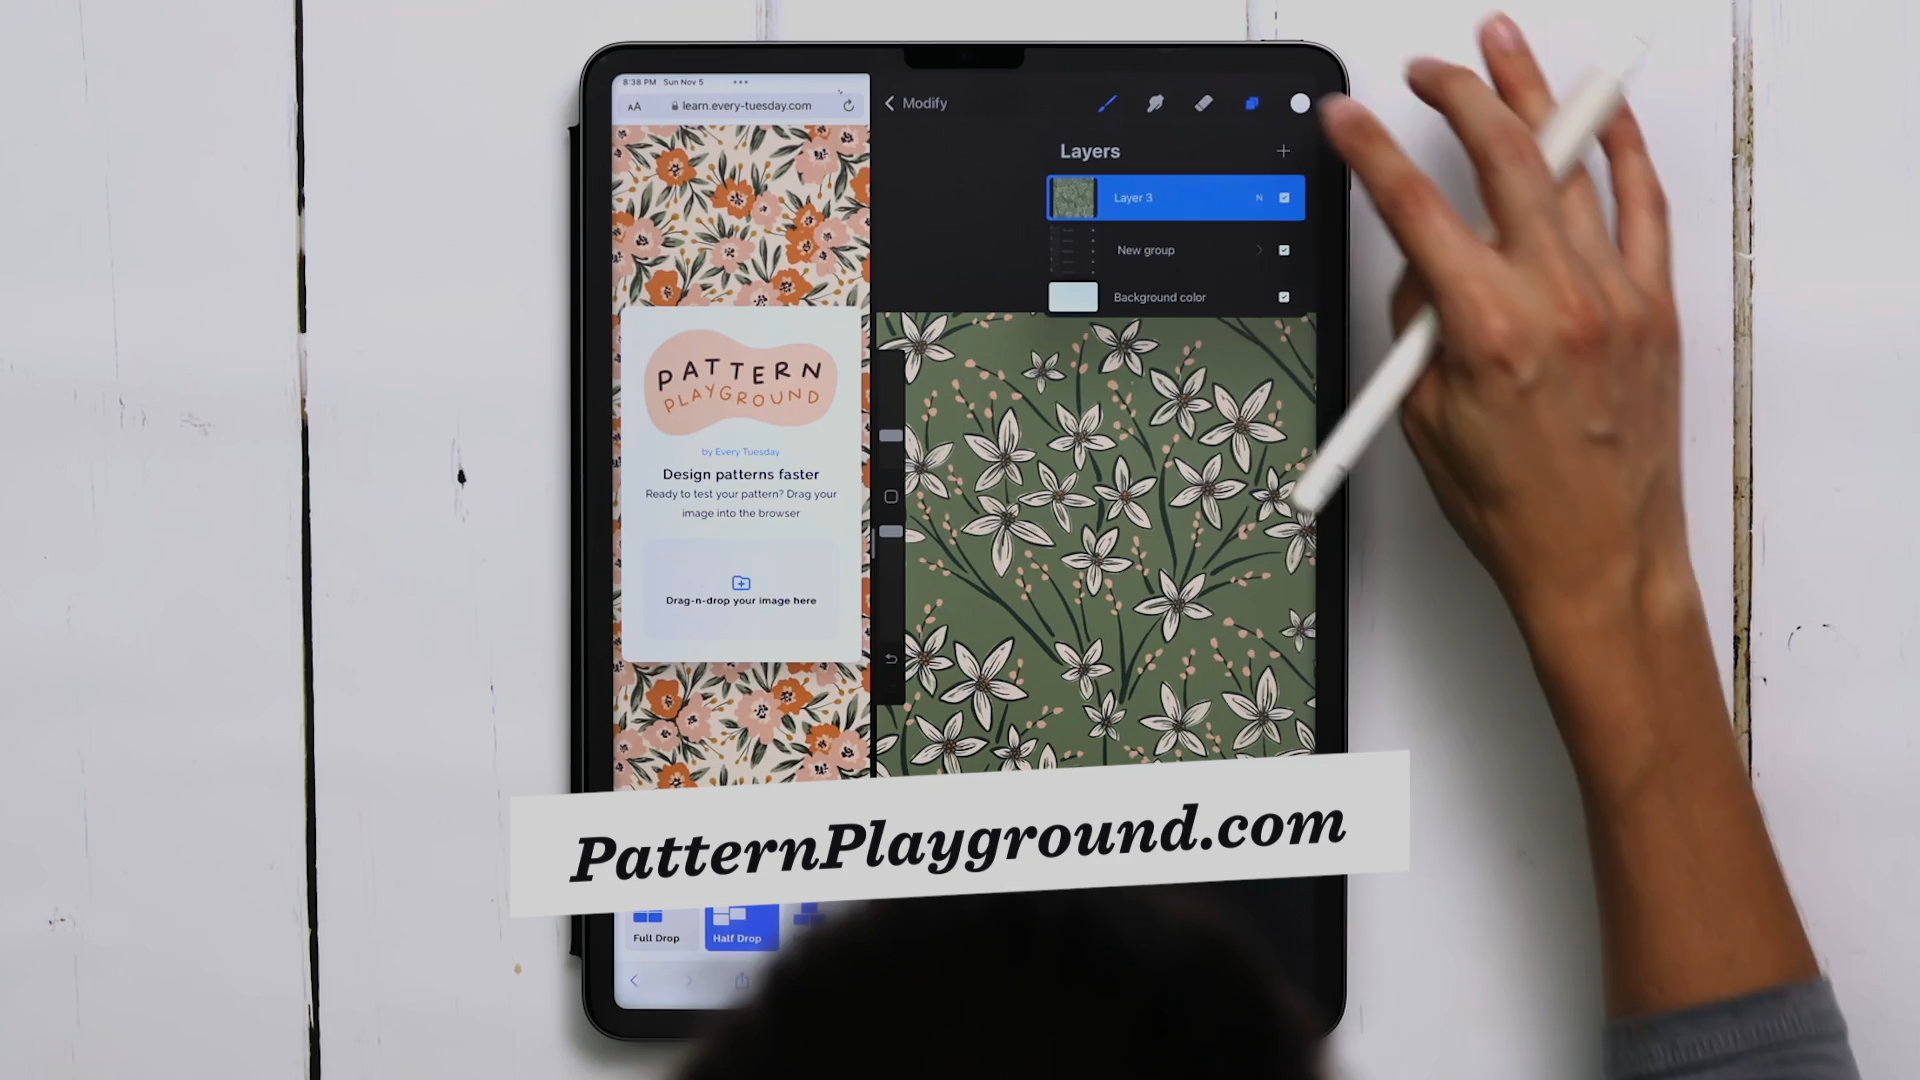 8:38 PM Sun Nov 5
AA learn.every-tuesday.com
Modify
Layers
Layer 3 N
New group
Background color
PATTERN
PLAYGROUND
by Every Tuesday
Design patterns faster
Ready to test your pattern? Drag your
image into the browser
Drag-n-drop your image here
PatternPlayground.com
Full Drop
Half Drop